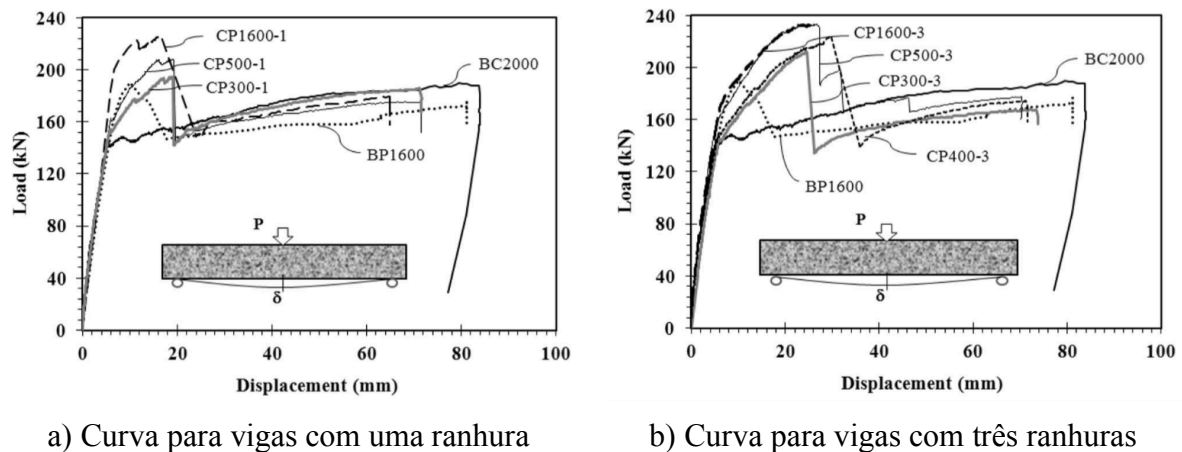 240
200
160
120
80
40
0
Load (kN)
CP1600-1
CP500-1
CP300-1
BC2000
BP1600
P
δ
0 20 40 60 80 100
Displacement (mm)
a) Curva para vigas com uma ranhura
240
200
160
120
80
40
0
Load (kN)
CP1600-3
CP500-3
CP300-3
BC2000
CP400-3
BP1600
P
δ
0 20 40 60 80 100
Displacement (mm)
b) Curva para vigas com três ranhuras